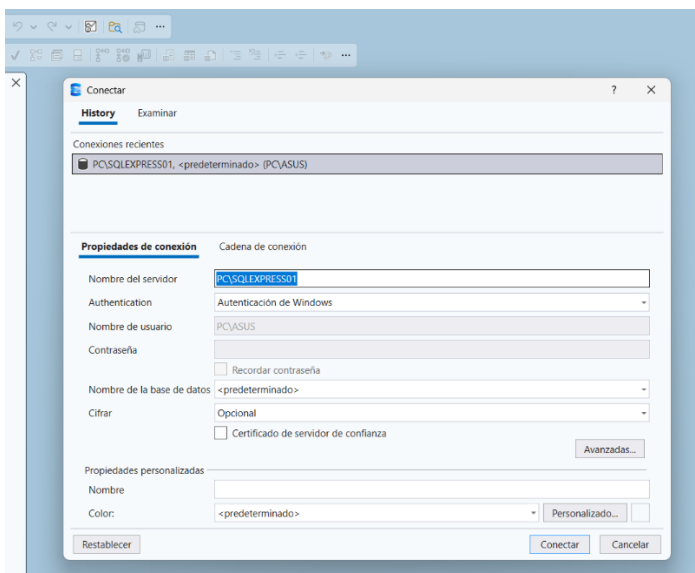 Conectar
History Examinar
Conexiones recientes
PC\SQLEXPRESS01, <predeterminado> (PC\ASUS)
Propiedades de conexión Cadena de conexión
Nombre del servidor PC\SQLEXPRESS01
Authentication Autenticación de Windows
Nombre de usuario PC\ASUS
Contraseña
Recordar contraseña
Nombre de la base de datos <predeterminado>
Cifrar Opcional
Certificado de servidor de confianza
Avanzadas...
Propiedades personalizadas
Nombre
Color: <predeterminado> Personalizado...
Restablecer Conectar Cancelar